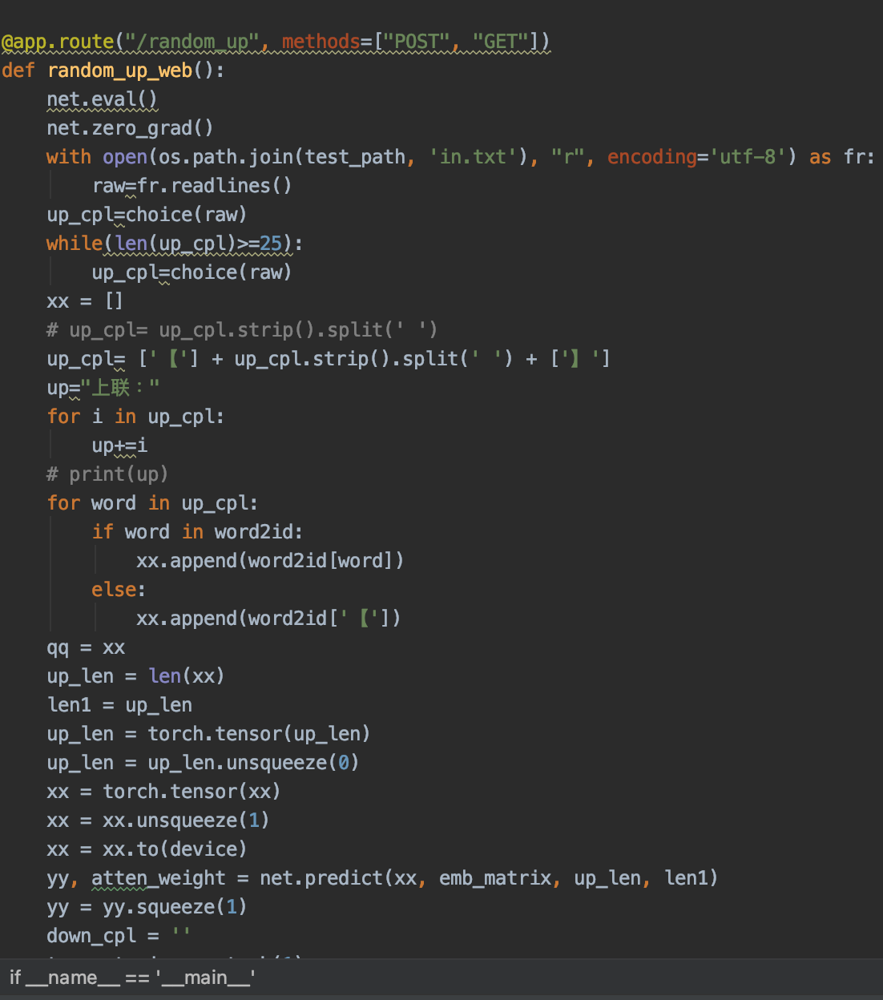 @app.route("/random_up", methods=["POST", "GET"])
def random_up_web():
    net.eval()
    net.zero_grad()
    with open(os.path.join(test_path, 'in.txt'), "r", encoding='utf-8') as fr:
        raw=fr.readlines()
    up_cpl=choice(raw)
    while(len(up_cpl)>=25):
        up_cpl=choice(raw)
    xx = []
    # up_cpl= up_cpl.strip().split(' ')
    up_cpl= ['【'] + up_cpl.strip().split(' ') + ['】']
    up="上联："
    for i in up_cpl:
        up+=i
    # print(up)
    for word in up_cpl:
        if word in word2id:
            xx.append(word2id[word])
        else:
            xx.append(word2id['【'])
    qq = xx
    up_len = len(xx)
    len1 = up_len
    up_len = torch.tensor(up_len)
    up_len = up_len.unsqueeze(0)
    xx = torch.tensor(xx)
    xx = xx.unsqueeze(1)
    xx = xx.to(device)
    yy, atten_weight = net.predict(xx, emb_matrix, up_len, len1)
    yy = yy.squeeze(1)
    down_cpl = ''
if __name__ == '__main__'